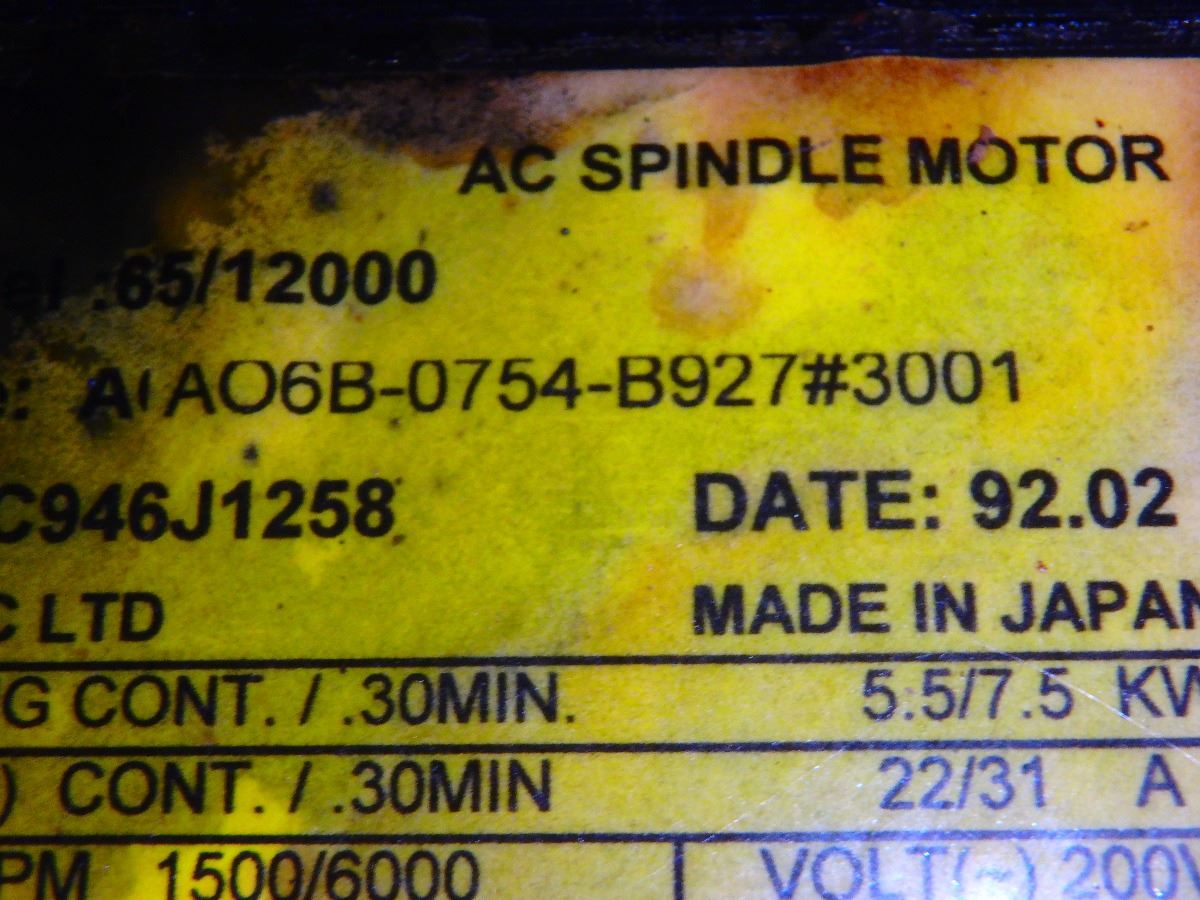 AC SPINDLE MOTOR
el :65/12000
e: A( AO6B-0754-B927#3001
C946J1258 DATE: 92.02
C LTD MADE IN JAPAN
G CONT. / .30MIN. 5.5/7.5 KW
) CONT. / .30MIN 22/31 A
PM 1500/6000 VOLT(~) 200V